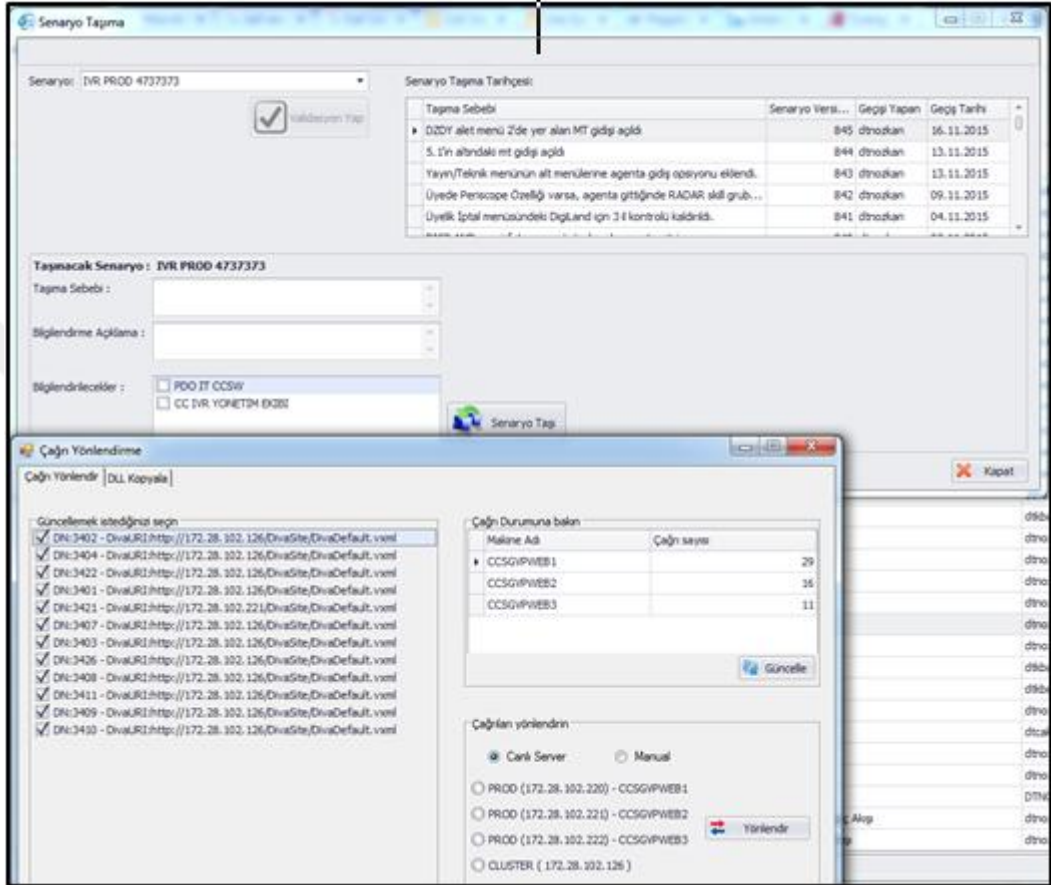 Senaryo Taşıma
Senaryo: IVR PROD 4737373
Validasyon Yap
Senaryo Taşıma Tarihçesi:
Taşıma Sebebi Senaryo Versi... Geçişi Yapan Geçiş Tarihi
DZDY alet menü 2'de yer alan MT gidişi açıldı 845 dtnozkan 16.11.2015
5.1'in altındaki mt gidişi açıldı 844 dtnozkan 13.11.2015
Yayın/Teknik menünün alt menülerine agenta gidiş opsiyonu eklendi. 843 dtnozkan 13.11.2015
Üyede Periscope Özelliği varsa, agenta gittiğinde RADAR skill grub... 842 dtnozkan 09.11.2015
Üyelik İptal menüsündeki DigiLand için 3-İl kontrolü kaldırıldı. 841 dtnozkan 04.11.2015
Taşınacak Senaryo : IVR PROD 4737373
Taşıma Sebebi :
Bilgilendirme Açıklama :
Bilgilendirilecekler :
PDO IT CCSW
CC IVR YONETIM EKIBI
Senaryo Taşı
Kapat
Çağrı Yönlendirme
Çağrı Yönlendir DLL Kopyala
Güncellemek istediğinizi seçin
DN:3402 - DivaURI:http://172.28.102.126/DivaSite/DivaDefault.vxml
DN:3404 - DivaURI:http://172.28.102.126/DivaSite/DivaDefault.vxml
DN:3422 - DivaURI:http://172.28.102.126/DivaSite/DivaDefault.vxml
DN:3401 - DivaURI:http://172.28.102.126/DivaSite/DivaDefault.vxml
DN:3421 - DivaURI:http://172.28.102.221/DivaSite/DivaDefault.vxml
DN:3407 - DivaURI:http://172.28.102.126/DivaSite/DivaDefault.vxml
DN:3403 - DivaURI:http://172.28.102.126/DivaSite/DivaDefault.vxml
DN:3426 - DivaURI:http://172.28.102.126/DivaSite/DivaDefault.vxml
DN:3408 - DivaURI:http://172.28.102.126/DivaSite/DivaDefault.vxml
DN:3411 - DivaURI:http://172.28.102.126/DivaSite/DivaDefault.vxml
DN:3409 - DivaURI:http://172.28.102.126/DivaSite/DivaDefault.vxml
DN:3410 - DivaURI:http://172.28.102.126/DivaSite/DivaDefault.vxml
Çağrı Durumuna bakın
Makine Adı Çağrı sayısı
CCSGVPWEB1 29
CCSGVPWEB2 16
CCSGVPWEB3 11
Güncelle
Çağrıları yönlendirin
Canlı Server Manual
PROD (172.28.102.220) - CCSGVPWEB1
PROD (172.28.102.221) - CCSGVPWEB2
PROD (172.28.102.222) - CCSGVPWEB3
CLUSTER ( 172.28.102.126 )
Yönlendir